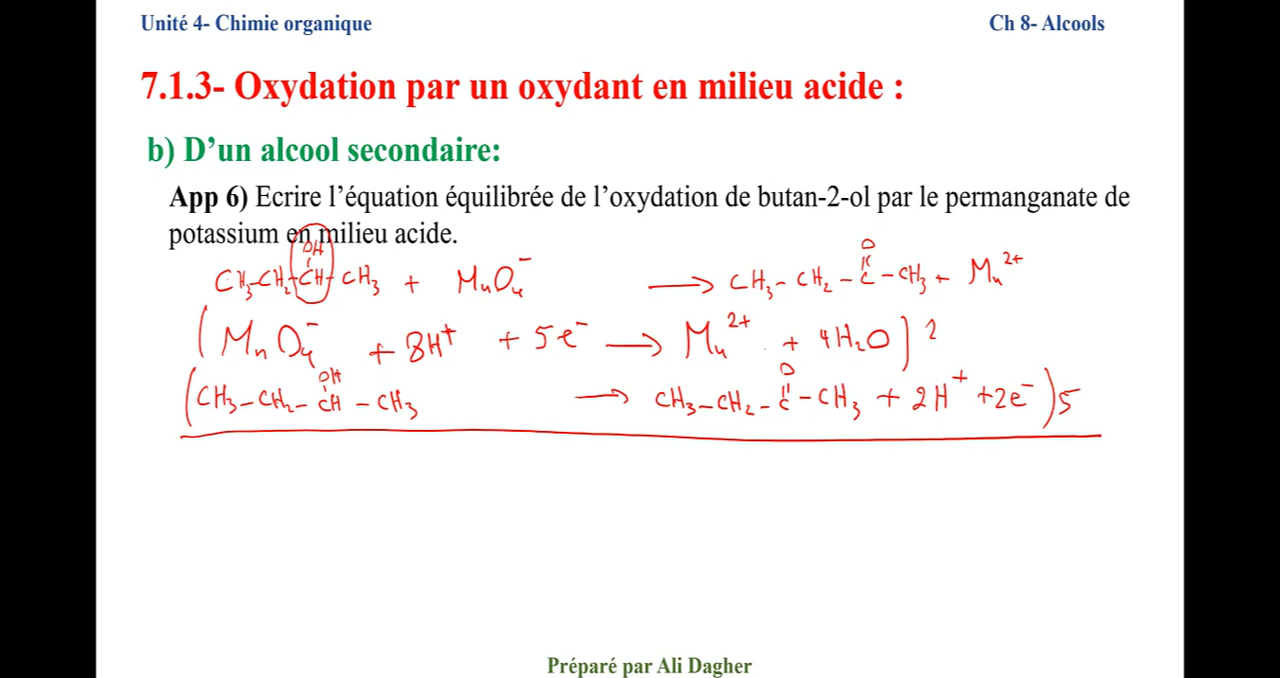 Unité 4- Chimie organique Ch 8- Alcools
7.1.3- Oxydation par un oxydant en milieu acide :
b) D’un alcool secondaire:
App 6) Ecrire l’équation équilibrée de l’oxydation de butan-2-ol par le permanganate de
potassium en milieu acide.
OH O
CH₃-CH₂-CH-CH₃ + MnO₄⁻ → CH₃-CH₂-C-CH₃ + Mn²⁺
(MnO₄⁻ + 8H⁺ + 5e⁻ → Mn²⁺ + 4H₂O) 2
OH O
(CH₃-CH₂-CH-CH₃ → CH₃-CH₂-C-CH₃ + 2H⁺ + 2e⁻) 5
Préparé par Ali Dagher